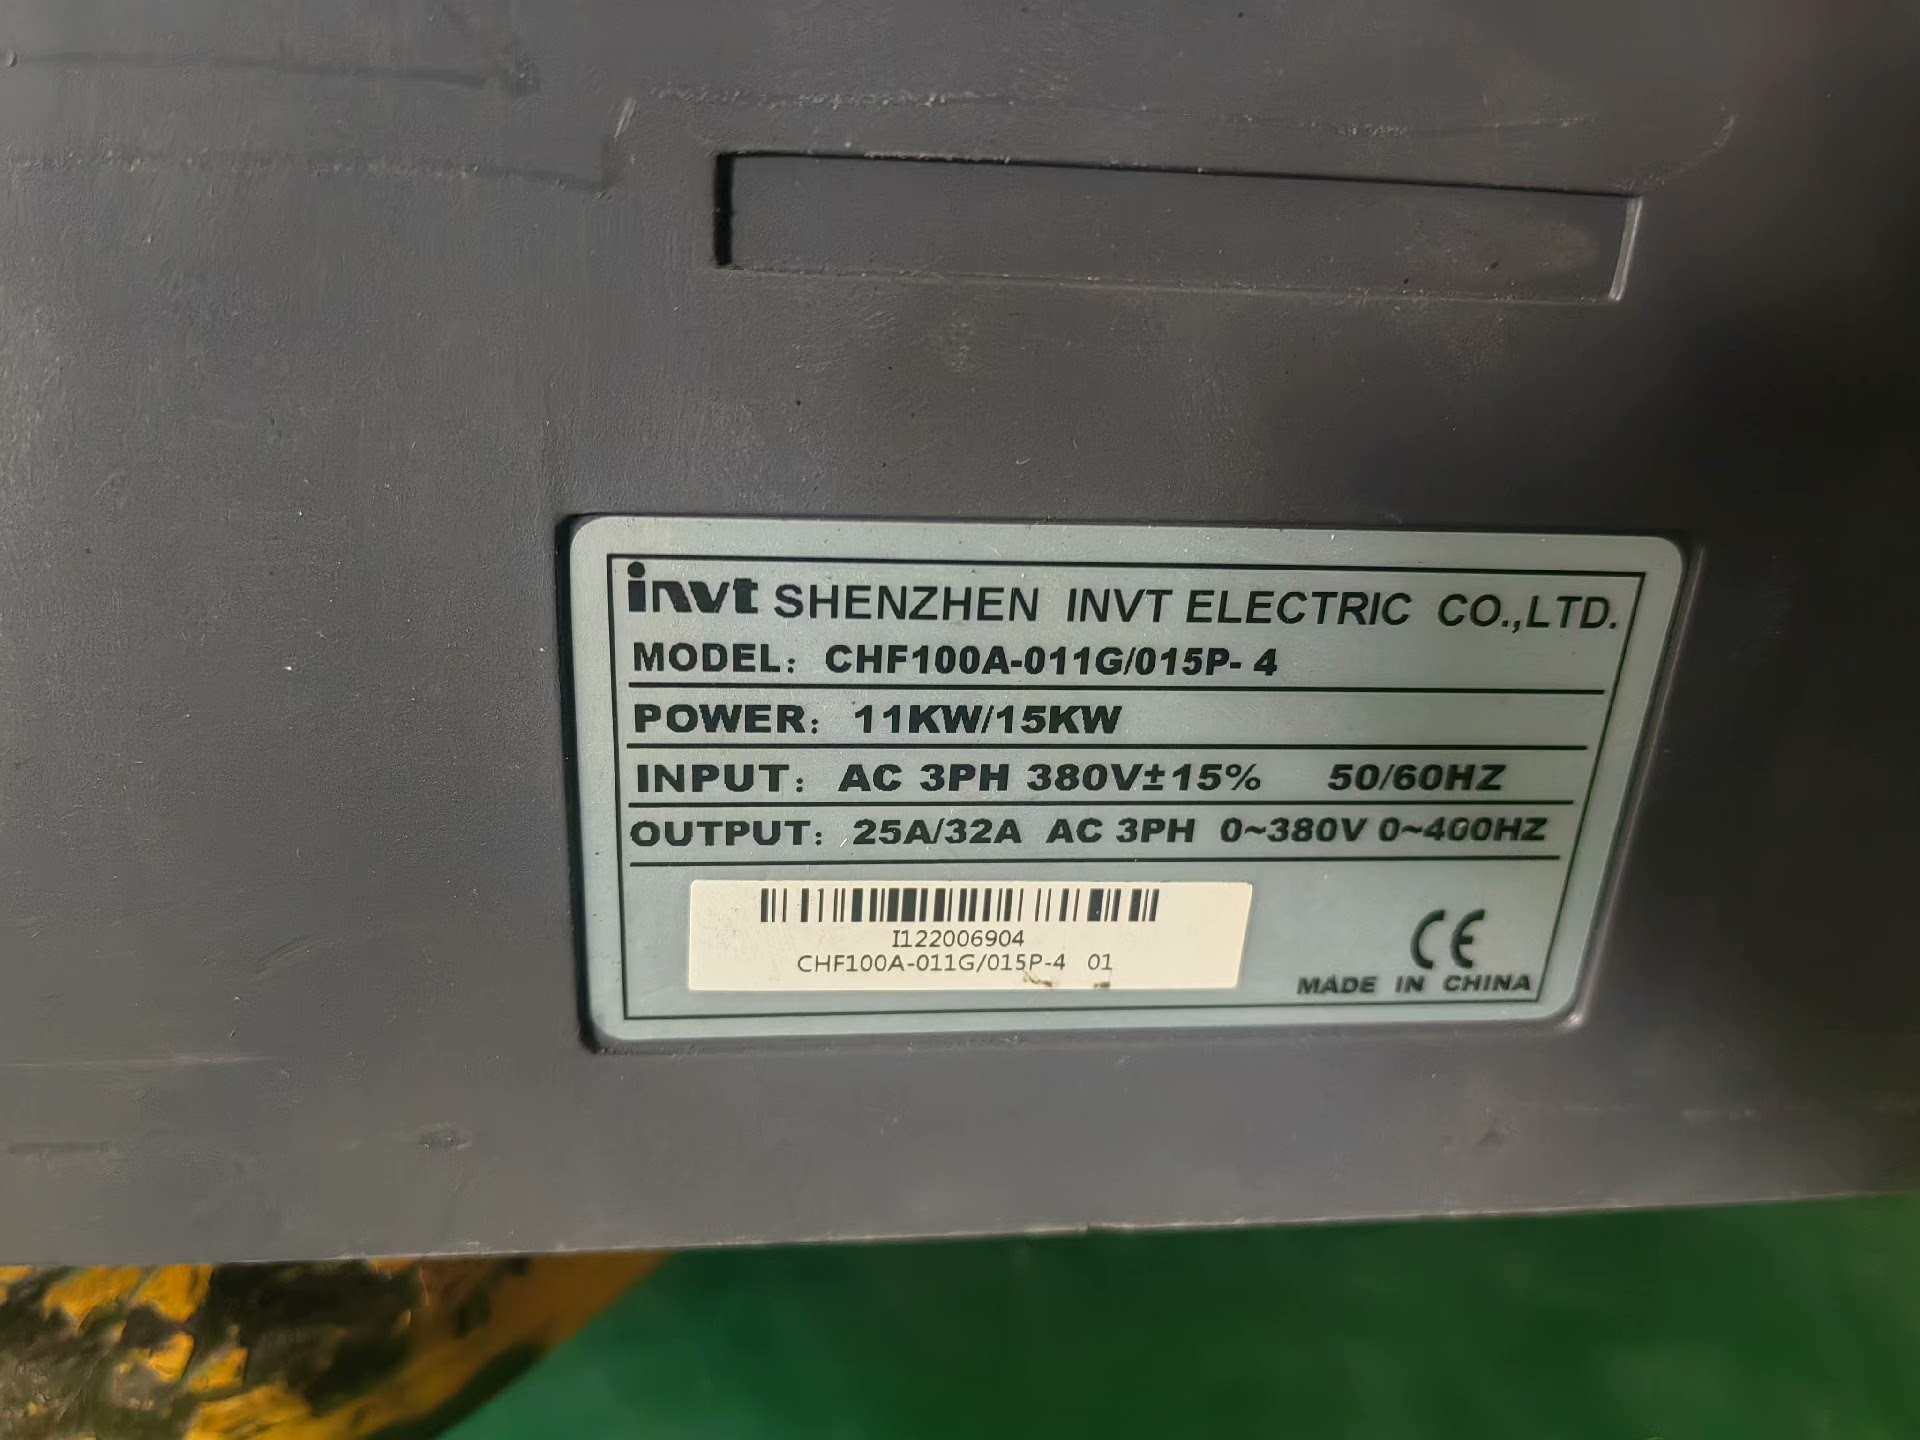 invt SHENZHEN INVT ELECTRIC CO.,LTD.
MODEL: CHF100A-011G/015P- 4
POWER: 11KW/15KW
INPUT: AC 3PH 380V±15% 50/60HZ
OUTPUT: 25A/32A AC 3PH 0~380V 0~400HZ
I122006904
CHF100A-011G/015P-4 01
CE
MADE IN CHINA